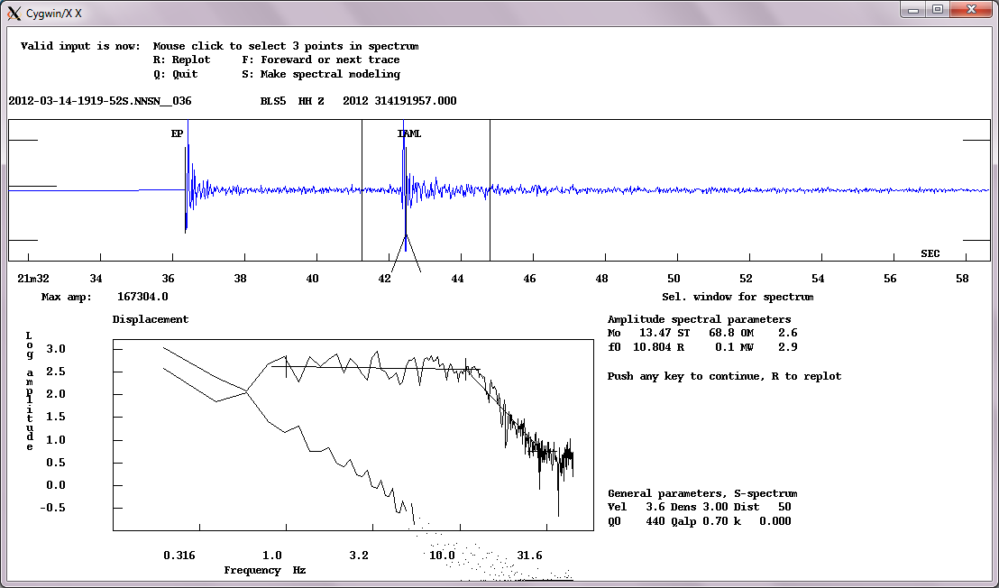 Cygwin/X X
Valid input is now: Mouse click to select 3 points in spectrum
R: Replot F: Foreward or next trace
Q: Quit S: Make spectral modeling
2012-03-14-1919-52S.NNSN__036 BLS5 HH Z 2012 314191957.000
EP IAML
SEC
21m32 34 36 38 40 42 44 46 48 50 52 54 56 58
Max amp: 167304.0 Sel. window for spectrum
Displacement
Log amplitude
3.0
2.5
2.0
1.5
1.0
0.5
0.0
-0.5
0.316 1.0 3.2 10.0 31.6
Frequency Hz
Amplitude spectral parameters
Mo 13.47 ST 68.8 OM 2.6
f0 10.804 R 0.1 MW 2.9
Push any key to continue, R to replot
General parameters, S-spectrum
Vel 3.6 Dens 3.00 Dist 50
Q0 440 Qalp 0.70 k 0.000